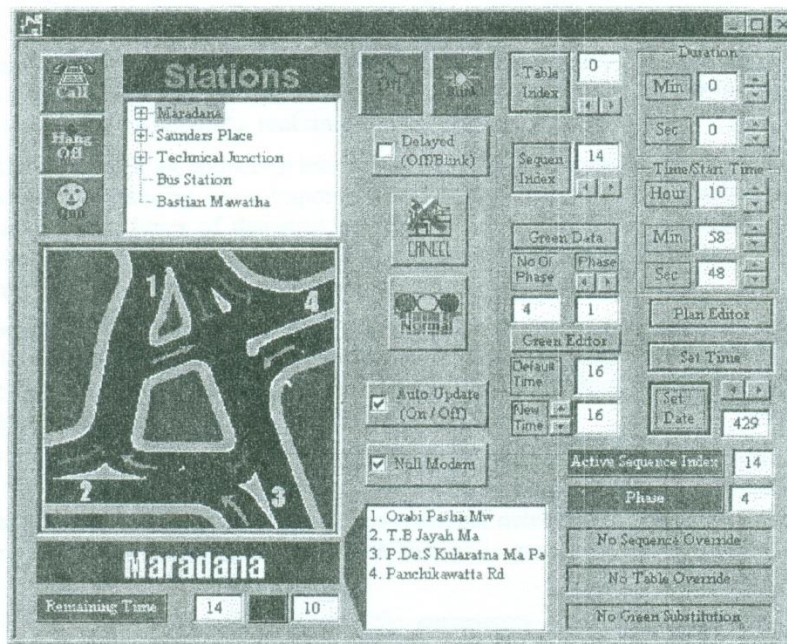 Call
Hang
Off
Quit
Stations
Maradana
Saunders Place
Technical Junction
Bus Station
Bastian Mawatha
Off
Blink
Delayed
(Off/Blink)
CANCEL
Normal
Auto Update
(On / Off)
Null Modem
Table
Index
0
Sequen
Index
14
Green Data
No Of
Phase
Phase
4
1
Green Editor
Default
Time
16
New
Time
16
Duration
Min
0
Sec
0
Time/Start Time
Hour
10
Min
58
Sec
48
Plan Editor
Set Time
Set
Date
429
Active Sequence Index
14
Phase
4
No Sequence Override
No Table Override
No Green Substitution
1
4
2
3
Maradana
Remaining Time
14
10
1. Orabi Pasha Mw
2. T.B Jayah Ma
3. P.De.S Kularatna Ma Pa
4. Panchikawatta Rd